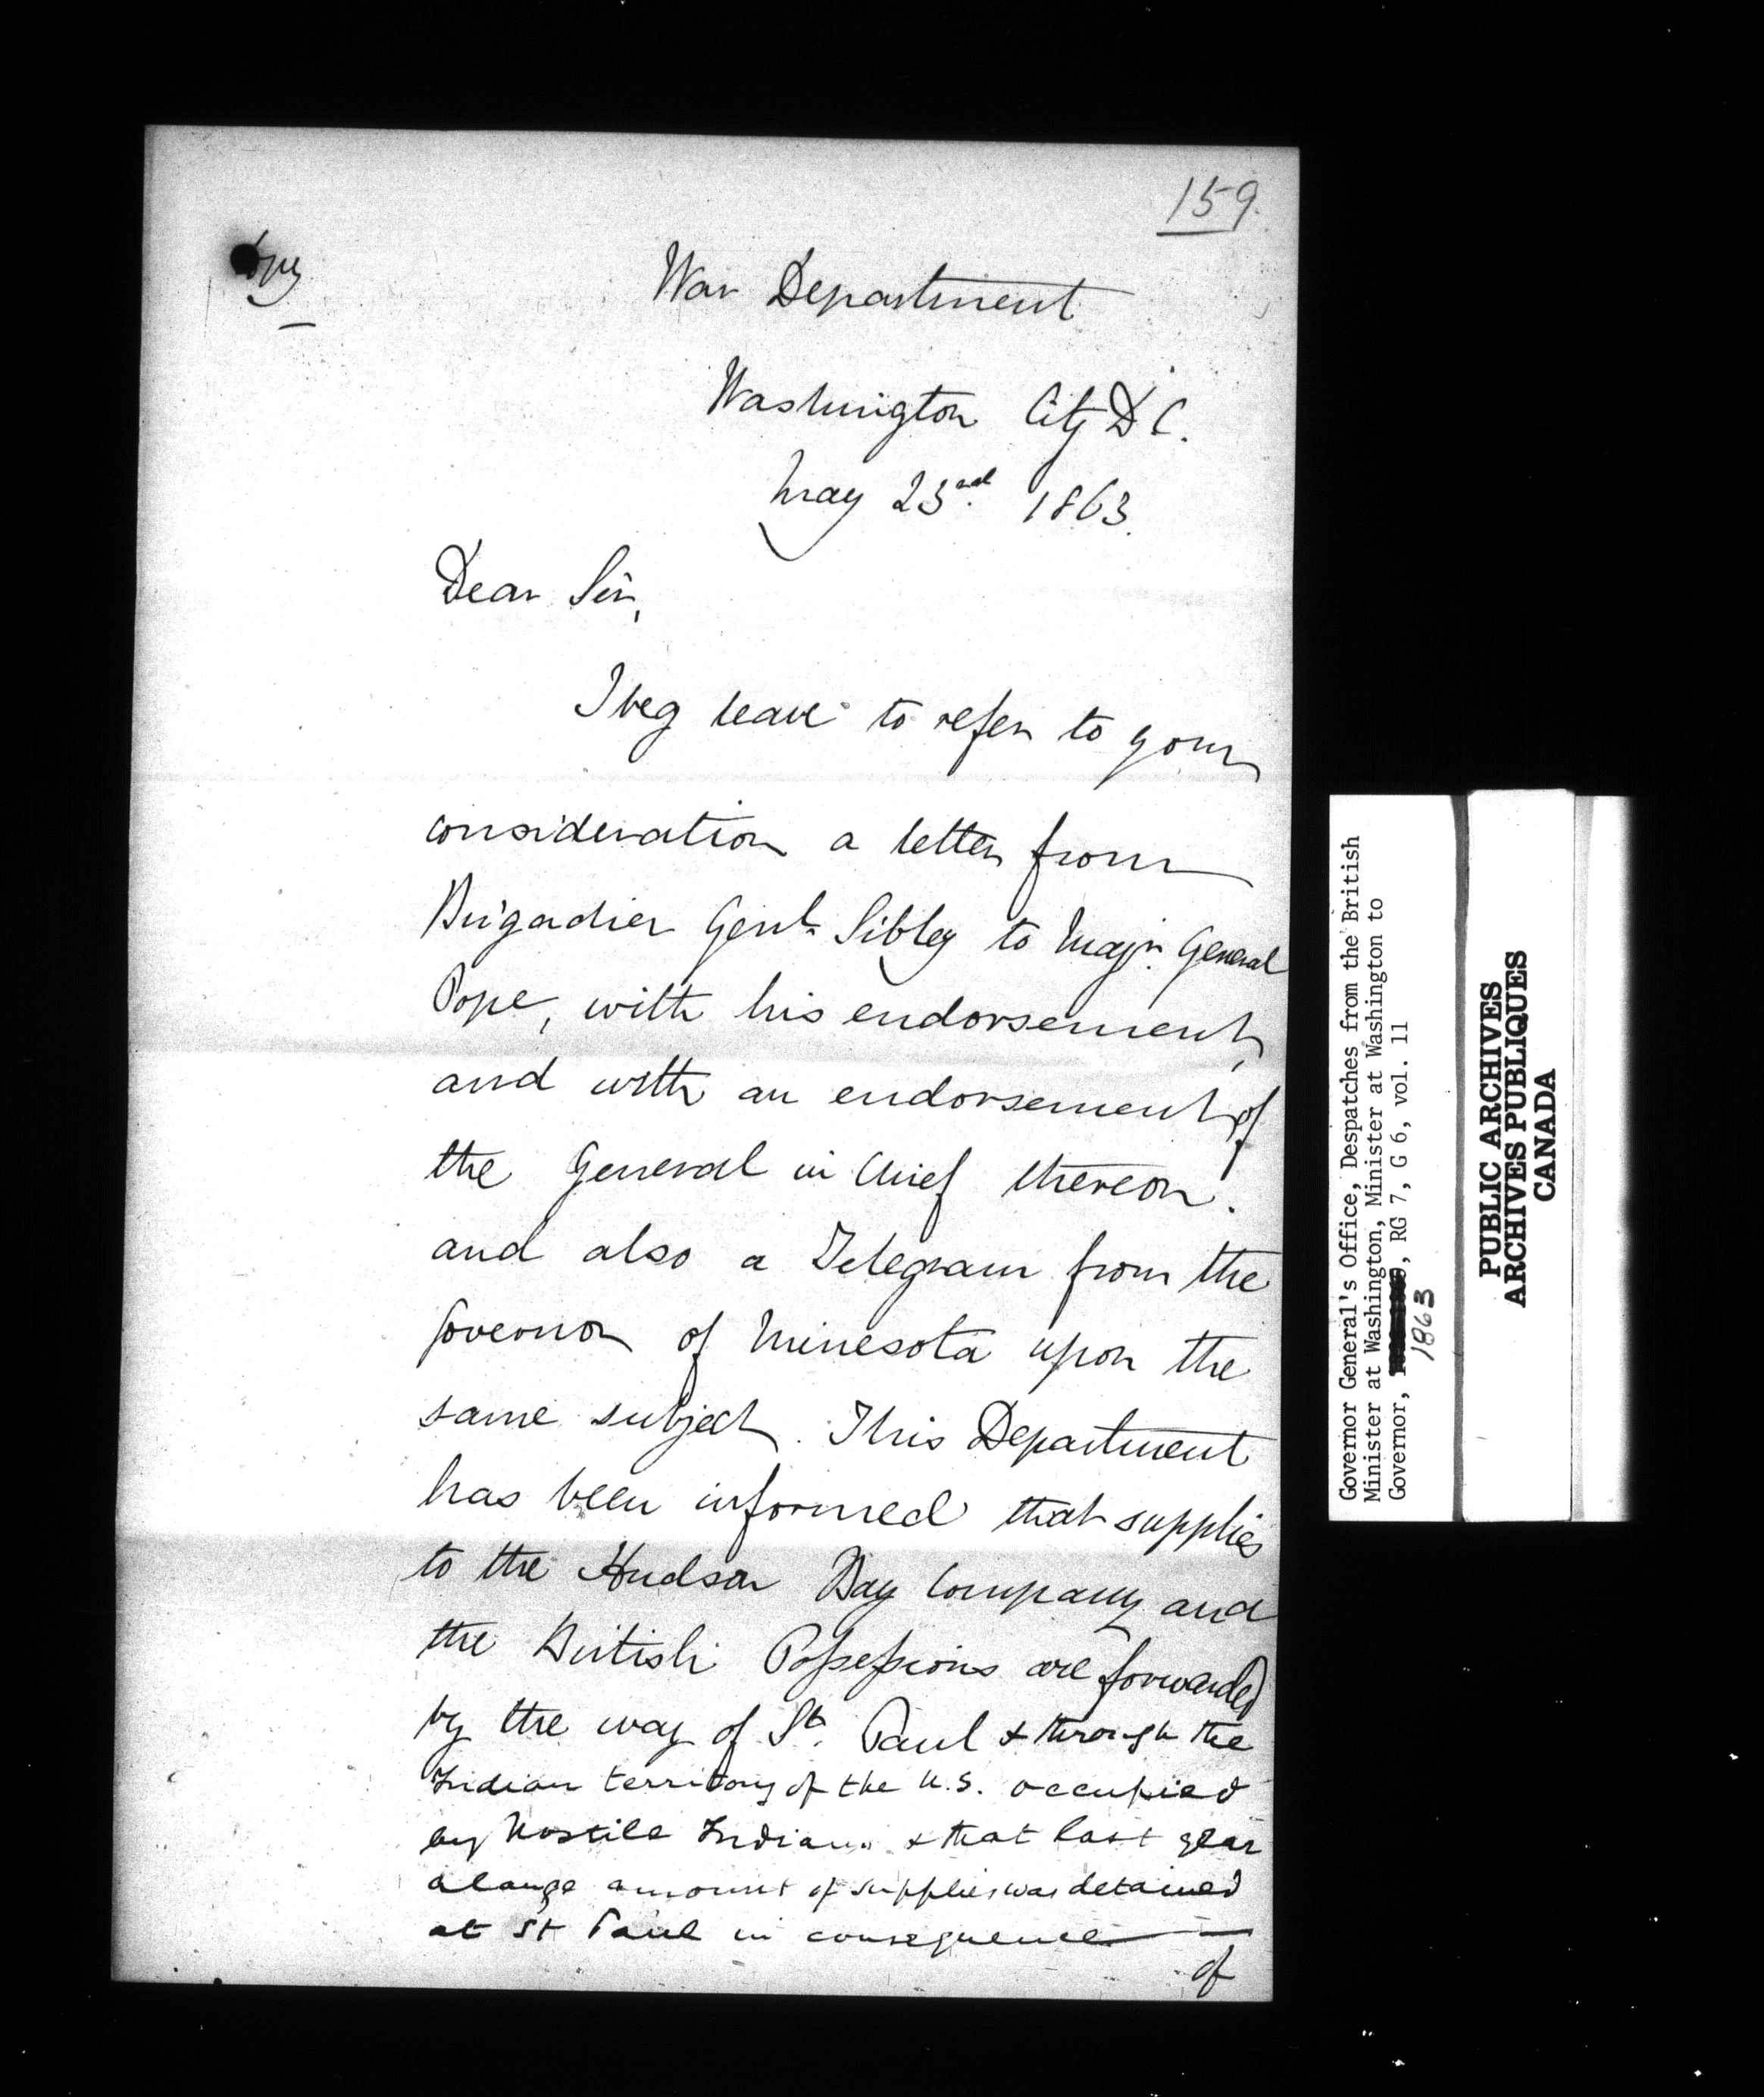 159.
Copy
War Department
Washington City D C.
May 23rd. 1863.
Dear Sir,
I beg leave to refer to your
consideration a letter from
Brigadier Genl. Sibley to Majr. General
Pope, with his endorsement,
and with an endorsement of
the General in Chief thereon.
and also a Telegram from the
Governor of Minesota upon the
same subject. This Department
has been informed that supplies
to the Hudson Bay Company and
the British Possessions are forwarded
by the way of St. Paul & through the
Indian territory of the U.S. occupied
by hostile Indians & that last year
a large amount of supplies was detained
at St Paul in consequence
of
Governor General's Office, Despatches from the British
Minister at Washington, Minister at Washington to
Governor, , RG 7, G 6, vol. 11
1863
PUBLIC ARCHIVES
ARCHIVES PUBLIQUES
CANADA